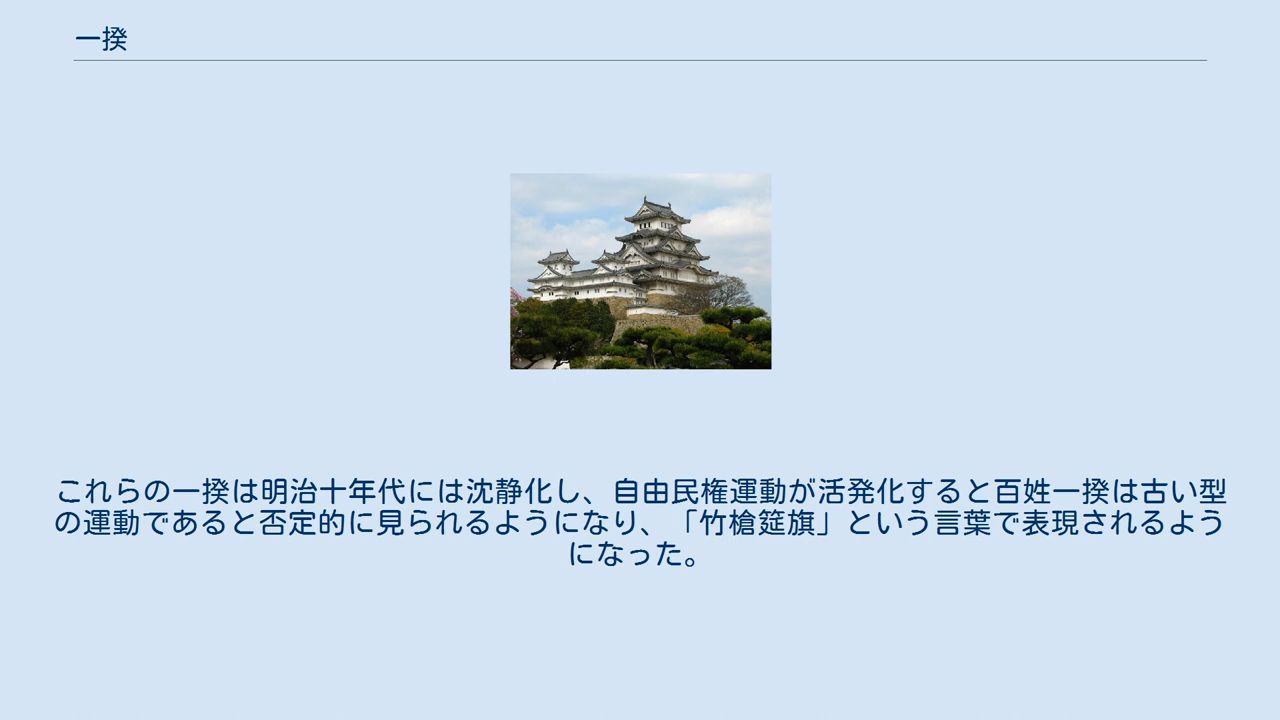 一揆
これらの一揆は明治十年代には沈静化し、自由民権運動が活発化すると百姓一揆は古い型
の運動であると否定的に見られるようになり、「竹槍筵旗」という言葉で表現されるよう
になった。